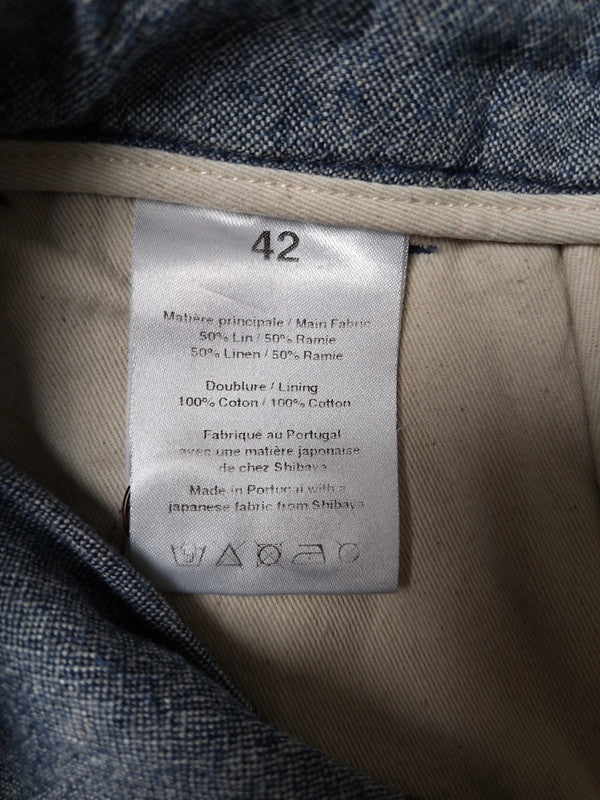 42
Matière principale / Main Fabric
50% Lin / 50% Ramie
50% Linen / 50% Ramie
Doublure / Lining
100% Coton / 100% Cotton
Fabriqué au Portugal
avec une matière japonaise
de chez Shibaya
Made in Portugal with a
japanese fabric from Shibaya